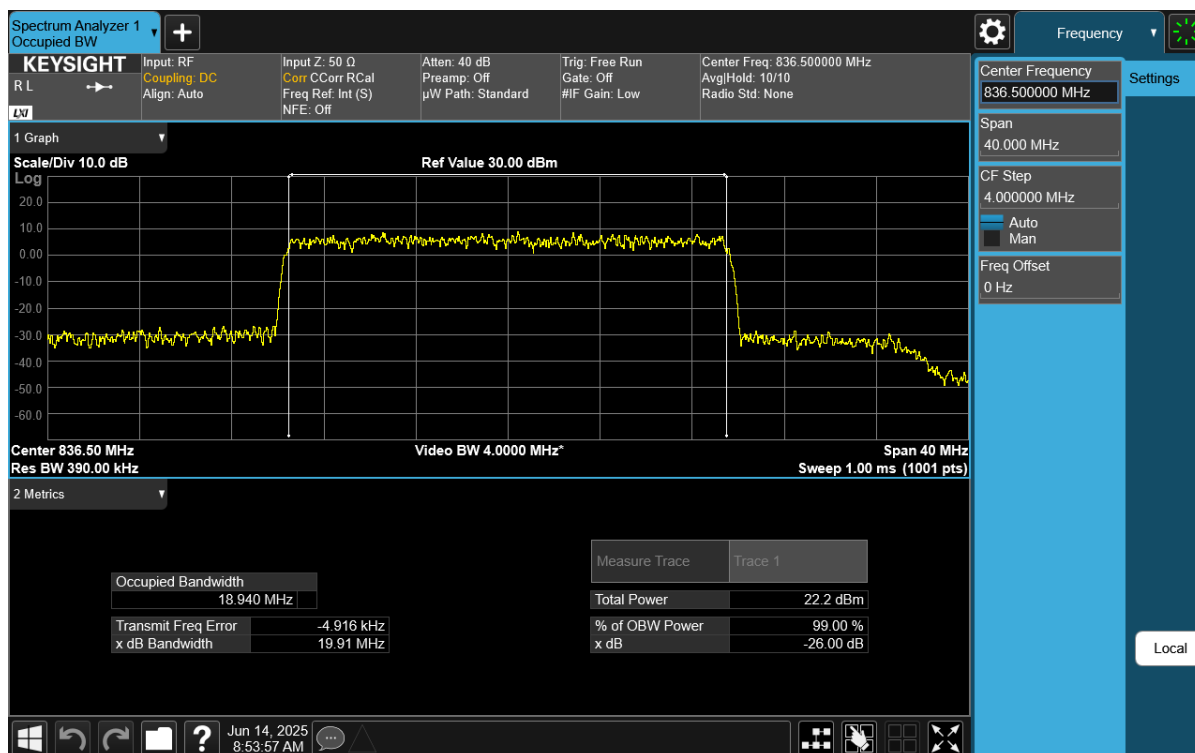 Spectrum Analyzer 1
Occupied BW
Frequency
KEYSIGHT
R L
LXI
Input: RF
Coupling: DC
Align: Auto
Input Z: 50 Ω
Corr CCorr RCal
Freq Ref: Int (S)
NFE: Off
Atten: 40 dB
Preamp: Off
µW Path: Standard
Trig: Free Run
Gate: Off
#IF Gain: Low
Center Freq: 836.500000 MHz
Avg|Hold: 10/10
Radio Std: None
Center Frequency
836.500000 MHz
Settings
Span
40.000 MHz
CF Step
4.000000 MHz
Auto
Man
Freq Offset
0 Hz
1 Graph
Scale/Div 10.0 dB
Ref Value 30.00 dBm
Log
20.0
10.0
0.00
-10.0
-20.0
-30.0
-40.0
-50.0
-60.0
Center 836.50 MHz
Video BW 4.0000 MHz*
Span 40 MHz
Res BW 390.00 kHz
Sweep 1.00 ms (1001 pts)
2 Metrics
Measure Trace Trace 1
Occupied Bandwidth
18.940 MHz
Total Power 22.2 dBm
Transmit Freq Error -4.916 kHz
% of OBW Power 99.00 %
x dB Bandwidth 19.91 MHz
x dB -26.00 dB
Local
?
Jun 14, 2025
8:53:57 AM